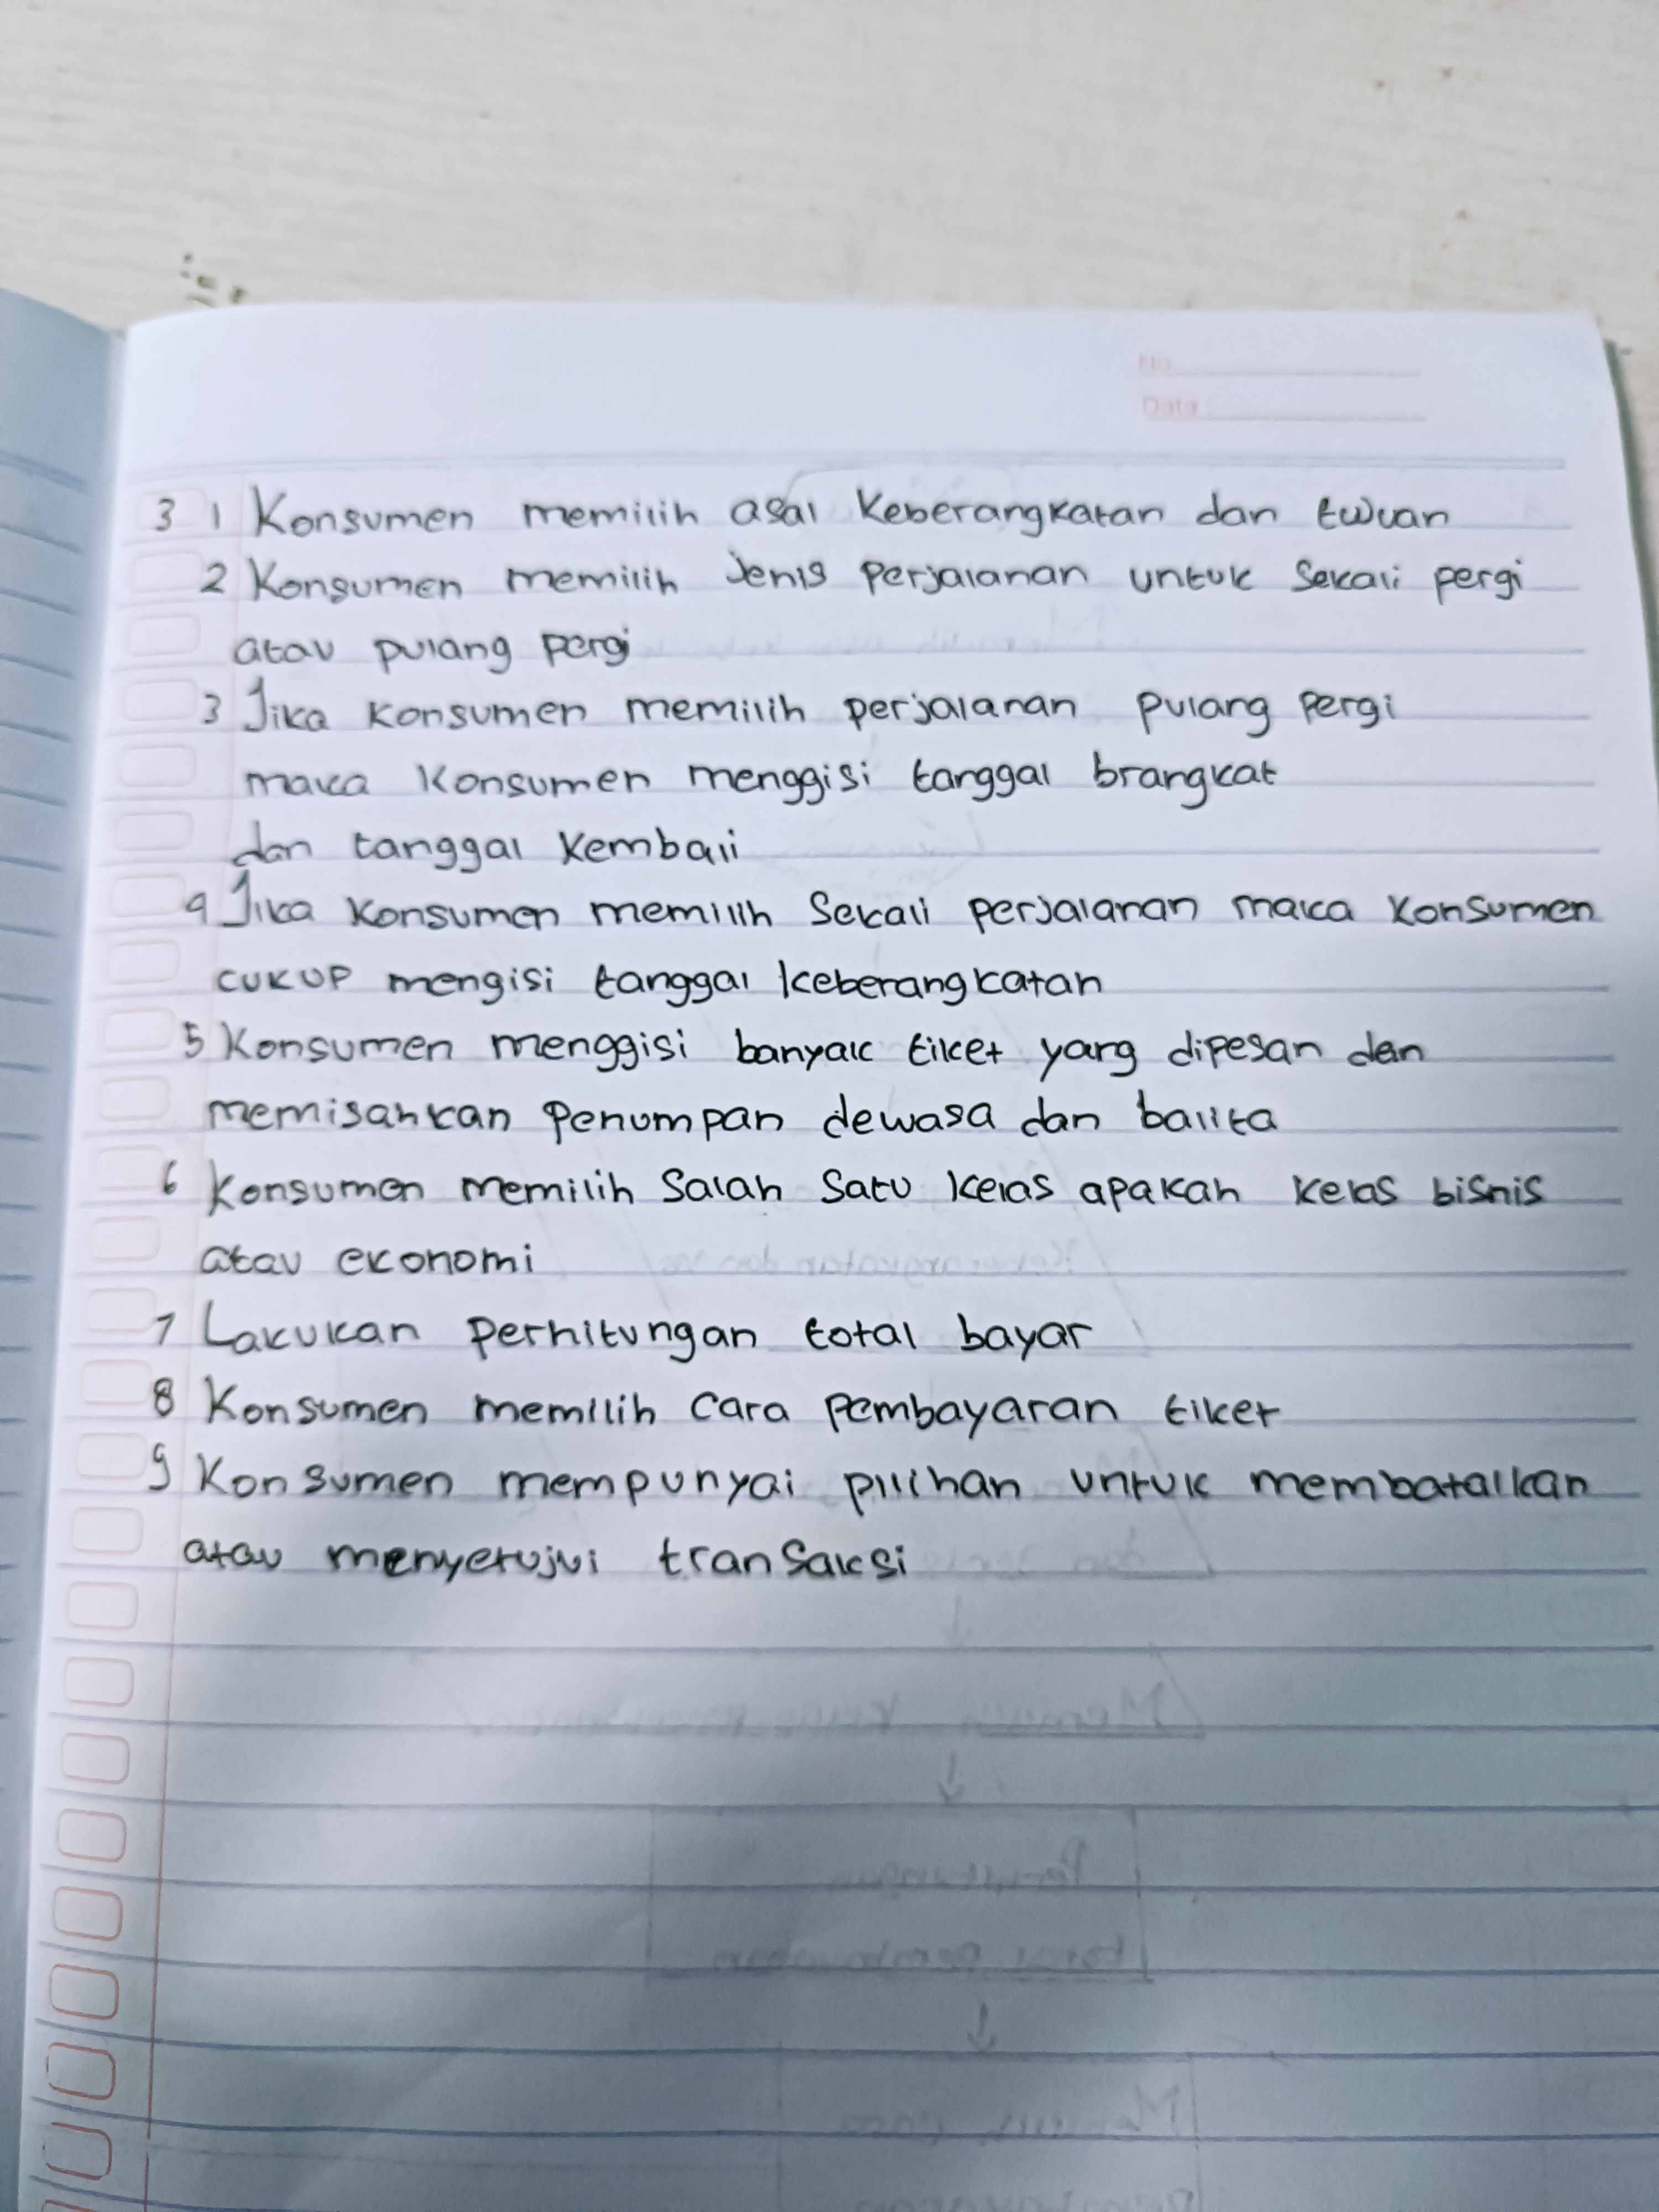 No
Date :
3 1 Konsumen memilih asal keberangkatan dan tujuan
2 Konsumen memilih Jenis perjalanan untuk Sekali pergi
atau pulang pergi
3 Jika Konsumen memilih perjalanan pulang pergi
maka Konsumen menggisi tanggal brangkat
dan tanggal kembali
4 Jika Konsumen memilih Sekali perjalanan maka Konsumen
cukup mengisi tanggal keberangkatan
5 Konsumen menggisi banyak tiket yang dipesan dan
memisahkan Penumpan dewasa dan balita
6 Konsumen memilih Salah Satu kelas apakah kelas bisnis
atau ekonomi
7 Lakukan perhitungan total bayar
8 Konsumen memilih Cara pembayaran tiket
9 Konsumen mempunyai pilihan untuk membatalkan
atau menyetujui transaksi